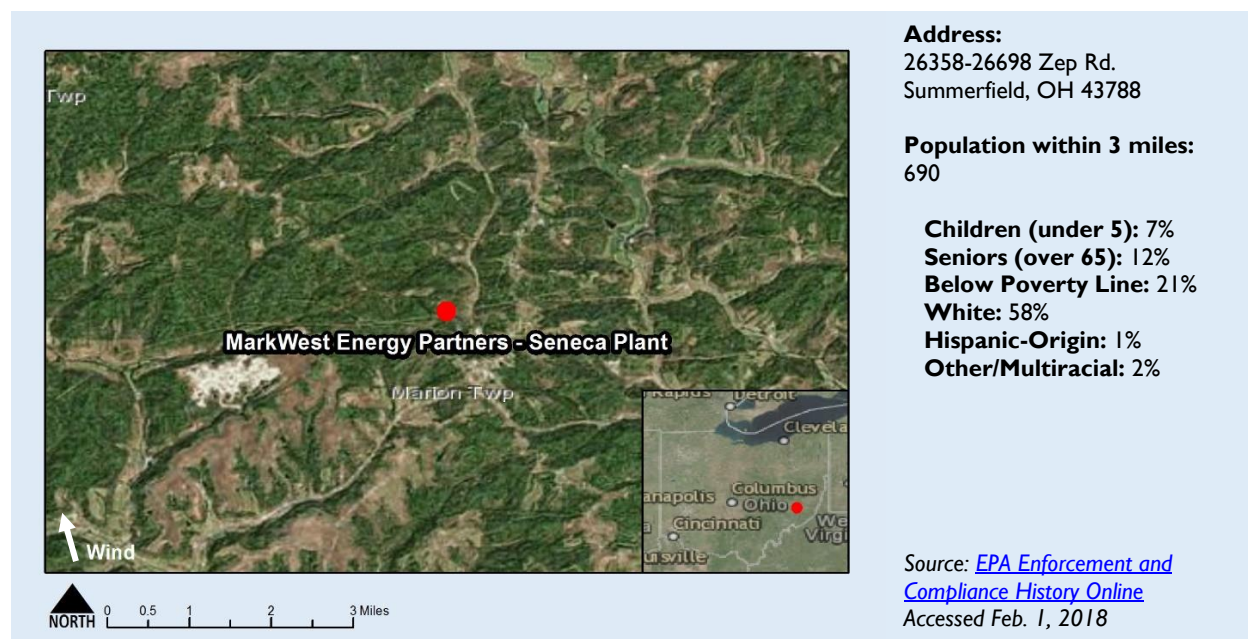 Twp
MarkWest Energy Partners - Seneca Plant
Marion Twp
Wind
Detroit
Clevela
anapolis
Columbus
Ohio
Cincinnati
We
Virgi
uisville
NORTH
0 0.5 1 2 3 Miles
Address:
26358-26698 Zep Rd.
Summerfield, OH 43788
Population within 3 miles:
690
Children (under 5): 7%
Seniors (over 65): 12%
Below Poverty Line: 21%
White: 58%
Hispanic-Origin: 1%
Other/Multiracial: 2%
Source: EPA Enforcement and
Compliance History Online
Accessed Feb. 1, 2018